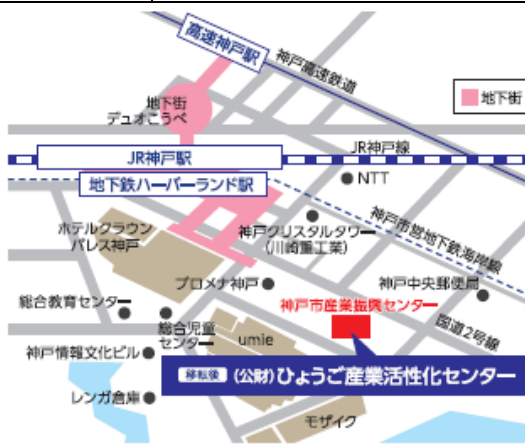 高速神戸駅
神戸高速鉄道
地下街
デュオこうべ
地下街
JR神戸線
JR神戸駅
地下鉄ハーバーランド駅
NTT
ホテルクラウン
パレス神戸
神戸クリスタルタワー
(川崎重工業)
神戸市営地下鉄海岸線
プロメナ神戸
神戸中央郵便局
総合教育センター
神戸市産業振興センター
国道2号線
総合児童
センター
umie
神戸情報文化ビル
移転後 (公財)ひょうご産業活性化センター
レンガ倉庫
モザイク